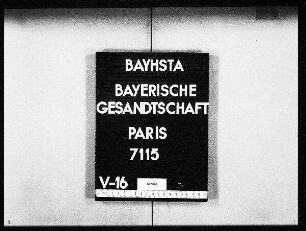 BAYHSTA
BAYERISCHE
GESANDTSCHAFT
PARIS
7115
V-16